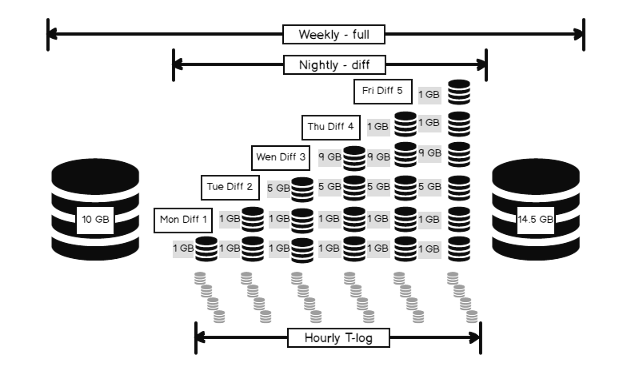 Weekly - full
Nightly - diff
Fri Diff 5
1 GB
Thu Diff 4
1 GB
1 GB
Wen Diff 3
9 GB
9 GB
9 GB
Tue Diff 2
5 GB
5 GB
5 GB
5 GB
10 GB
Mon Diff 1
1 GB
1 GB
1 GB
1 GB
1 GB
14.5 GB
1 GB
1 GB
1 GB
1 GB
1 GB
1 GB
Hourly T-log